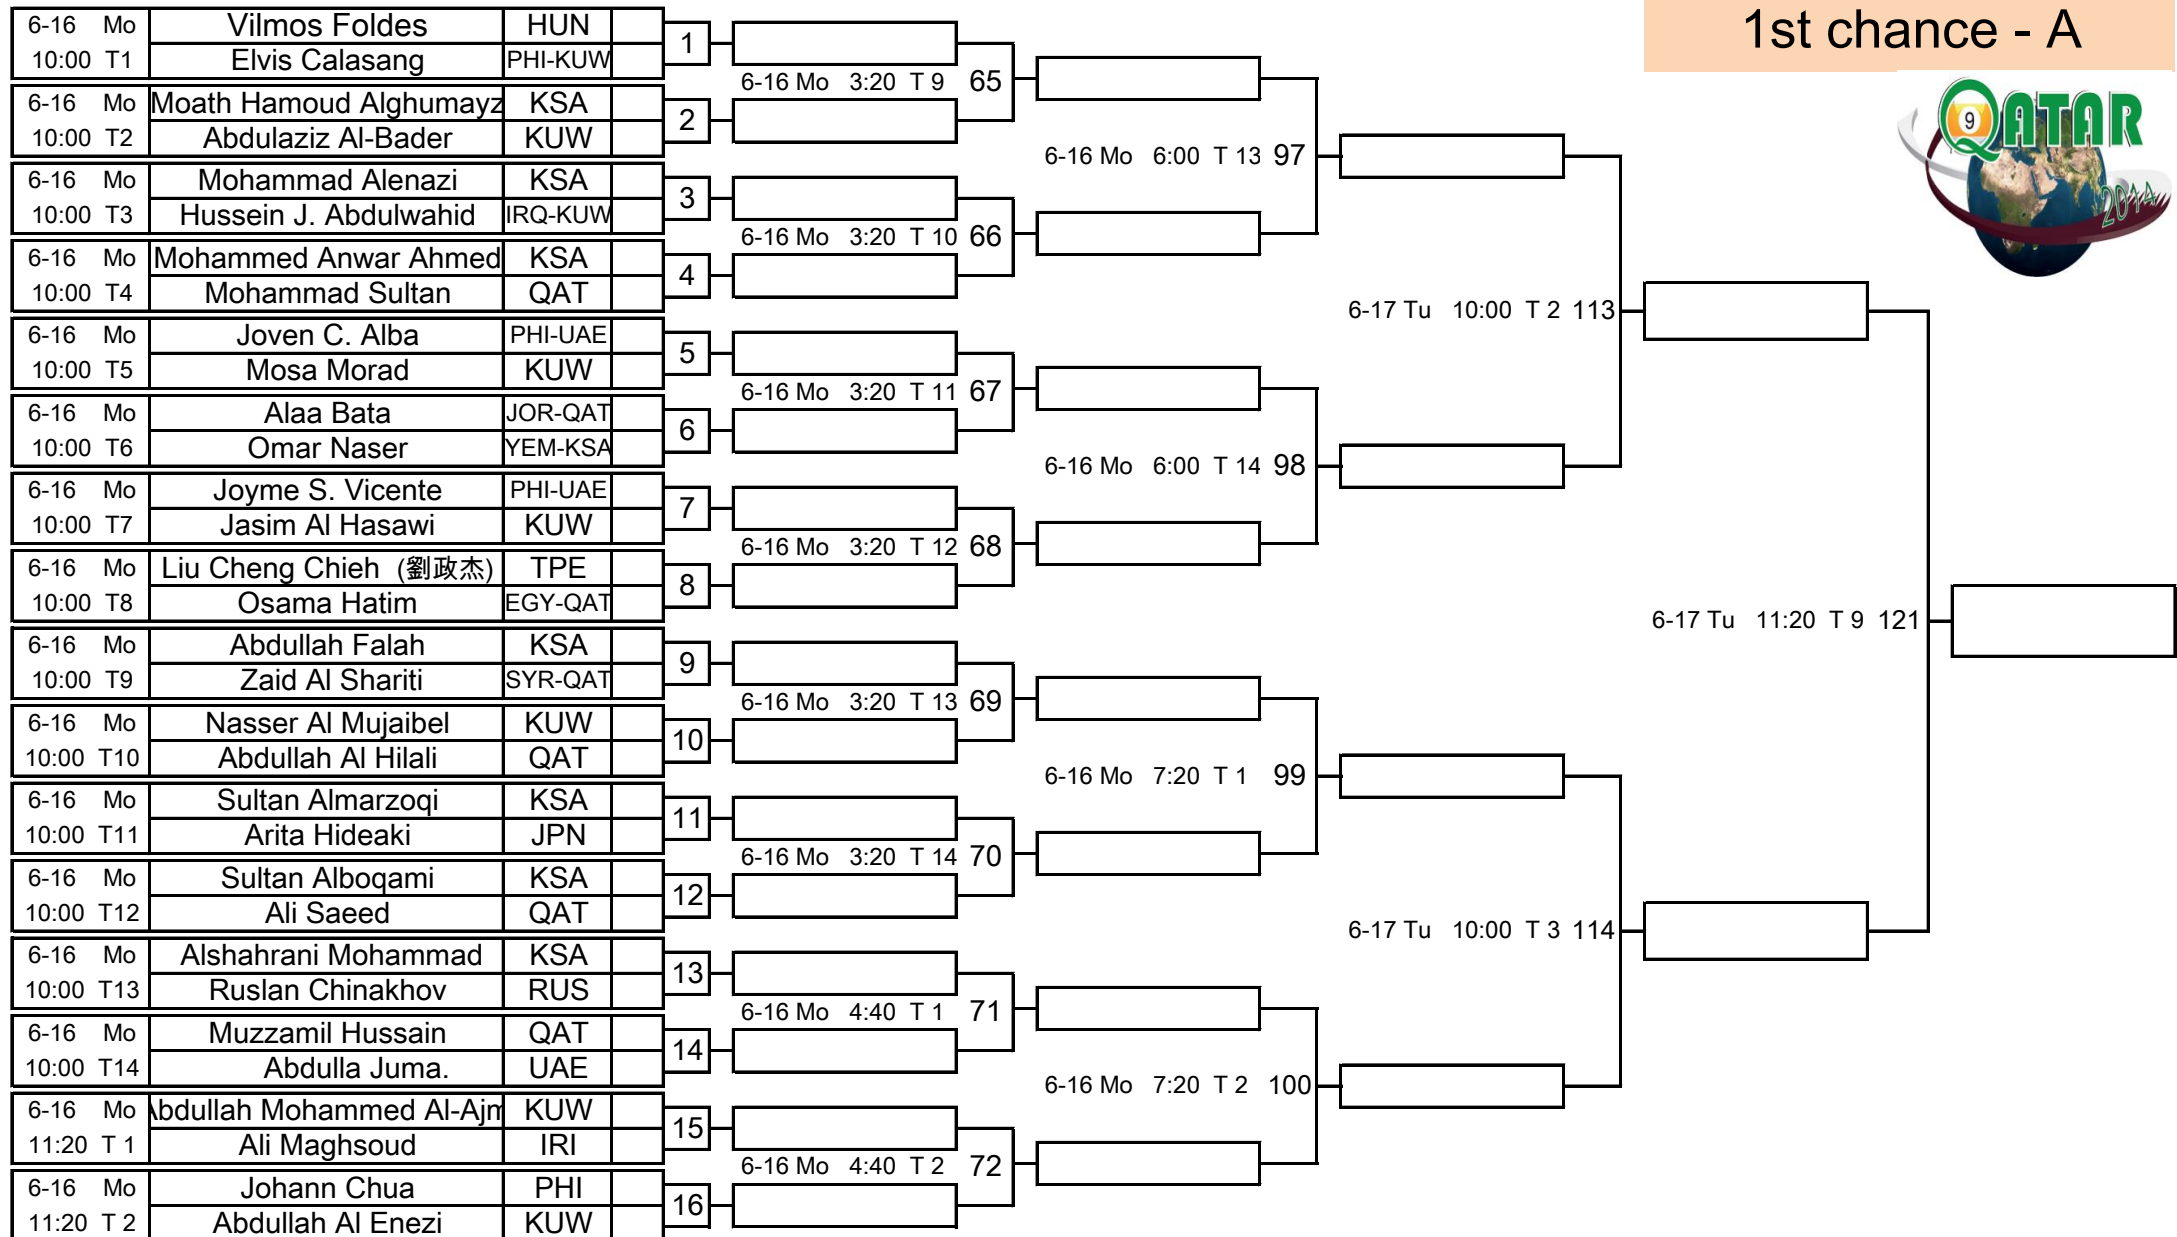 1st chance - A
QATAR
9
2014
6-16 Mo Vilmos Foldes HUN
10:00 T1 Elvis Calasang PHI-KUW
1
6-16 Mo 3:20 T 9 65
6-16 Mo Moath Hamoud Alghumayz KSA
10:00 T2 Abdulaziz Al-Bader KUW
2
6-16 Mo 6:00 T 13 97
6-16 Mo Mohammad Alenazi KSA
10:00 T3 Hussein J. Abdulwahid IRQ-KUW
3
6-16 Mo 3:20 T 10 66
6-16 Mo Mohammed Anwar Ahmed KSA
10:00 T4 Mohammad Sultan QAT
4
6-17 Tu 10:00 T 2 113
6-16 Mo Joven C. Alba PHI-UAE
10:00 T5 Mosa Morad KUW
5
6-16 Mo 3:20 T 11 67
6-16 Mo Alaa Bata JOR-QAT
10:00 T6 Omar Naser YEM-KSA
6
6-16 Mo 6:00 T 14 98
6-16 Mo Joyme S. Vicente PHI-UAE
10:00 T7 Jasim Al Hasawi KUW
7
6-16 Mo 3:20 T 12 68
6-16 Mo Liu Cheng Chieh (劉政杰) TPE
10:00 T8 Osama Hatim EGY-QAT
8
6-17 Tu 11:20 T 9 121
6-16 Mo Abdullah Falah KSA
10:00 T9 Zaid Al Shariti SYR-QAT
9
6-16 Mo 3:20 T 13 69
6-16 Mo Nasser Al Mujaibel KUW
10:00 T10 Abdullah Al Hilali QAT
10
6-16 Mo 7:20 T 1 99
6-16 Mo Sultan Almarzoqi KSA
10:00 T11 Arita Hideaki JPN
11
6-16 Mo 3:20 T 14 70
6-16 Mo Sultan Alboqami KSA
10:00 T12 Ali Saeed QAT
12
6-17 Tu 10:00 T 3 114
6-16 Mo Alshahrani Mohammad KSA
10:00 T13 Ruslan Chinakhov RUS
13
6-16 Mo 4:40 T 1 71
6-16 Mo Muzzamil Hussain QAT
10:00 T14 Abdulla Juma. UAE
14
6-16 Mo 7:20 T 2 100
6-16 Mo Abdullah Mohammed Al-Ajm KUW
11:20 T 1 Ali Maghsoud IRI
15
6-16 Mo 4:40 T 2 72
6-16 Mo Johann Chua PHI
11:20 T 2 Abdullah Al Enezi KUW
16